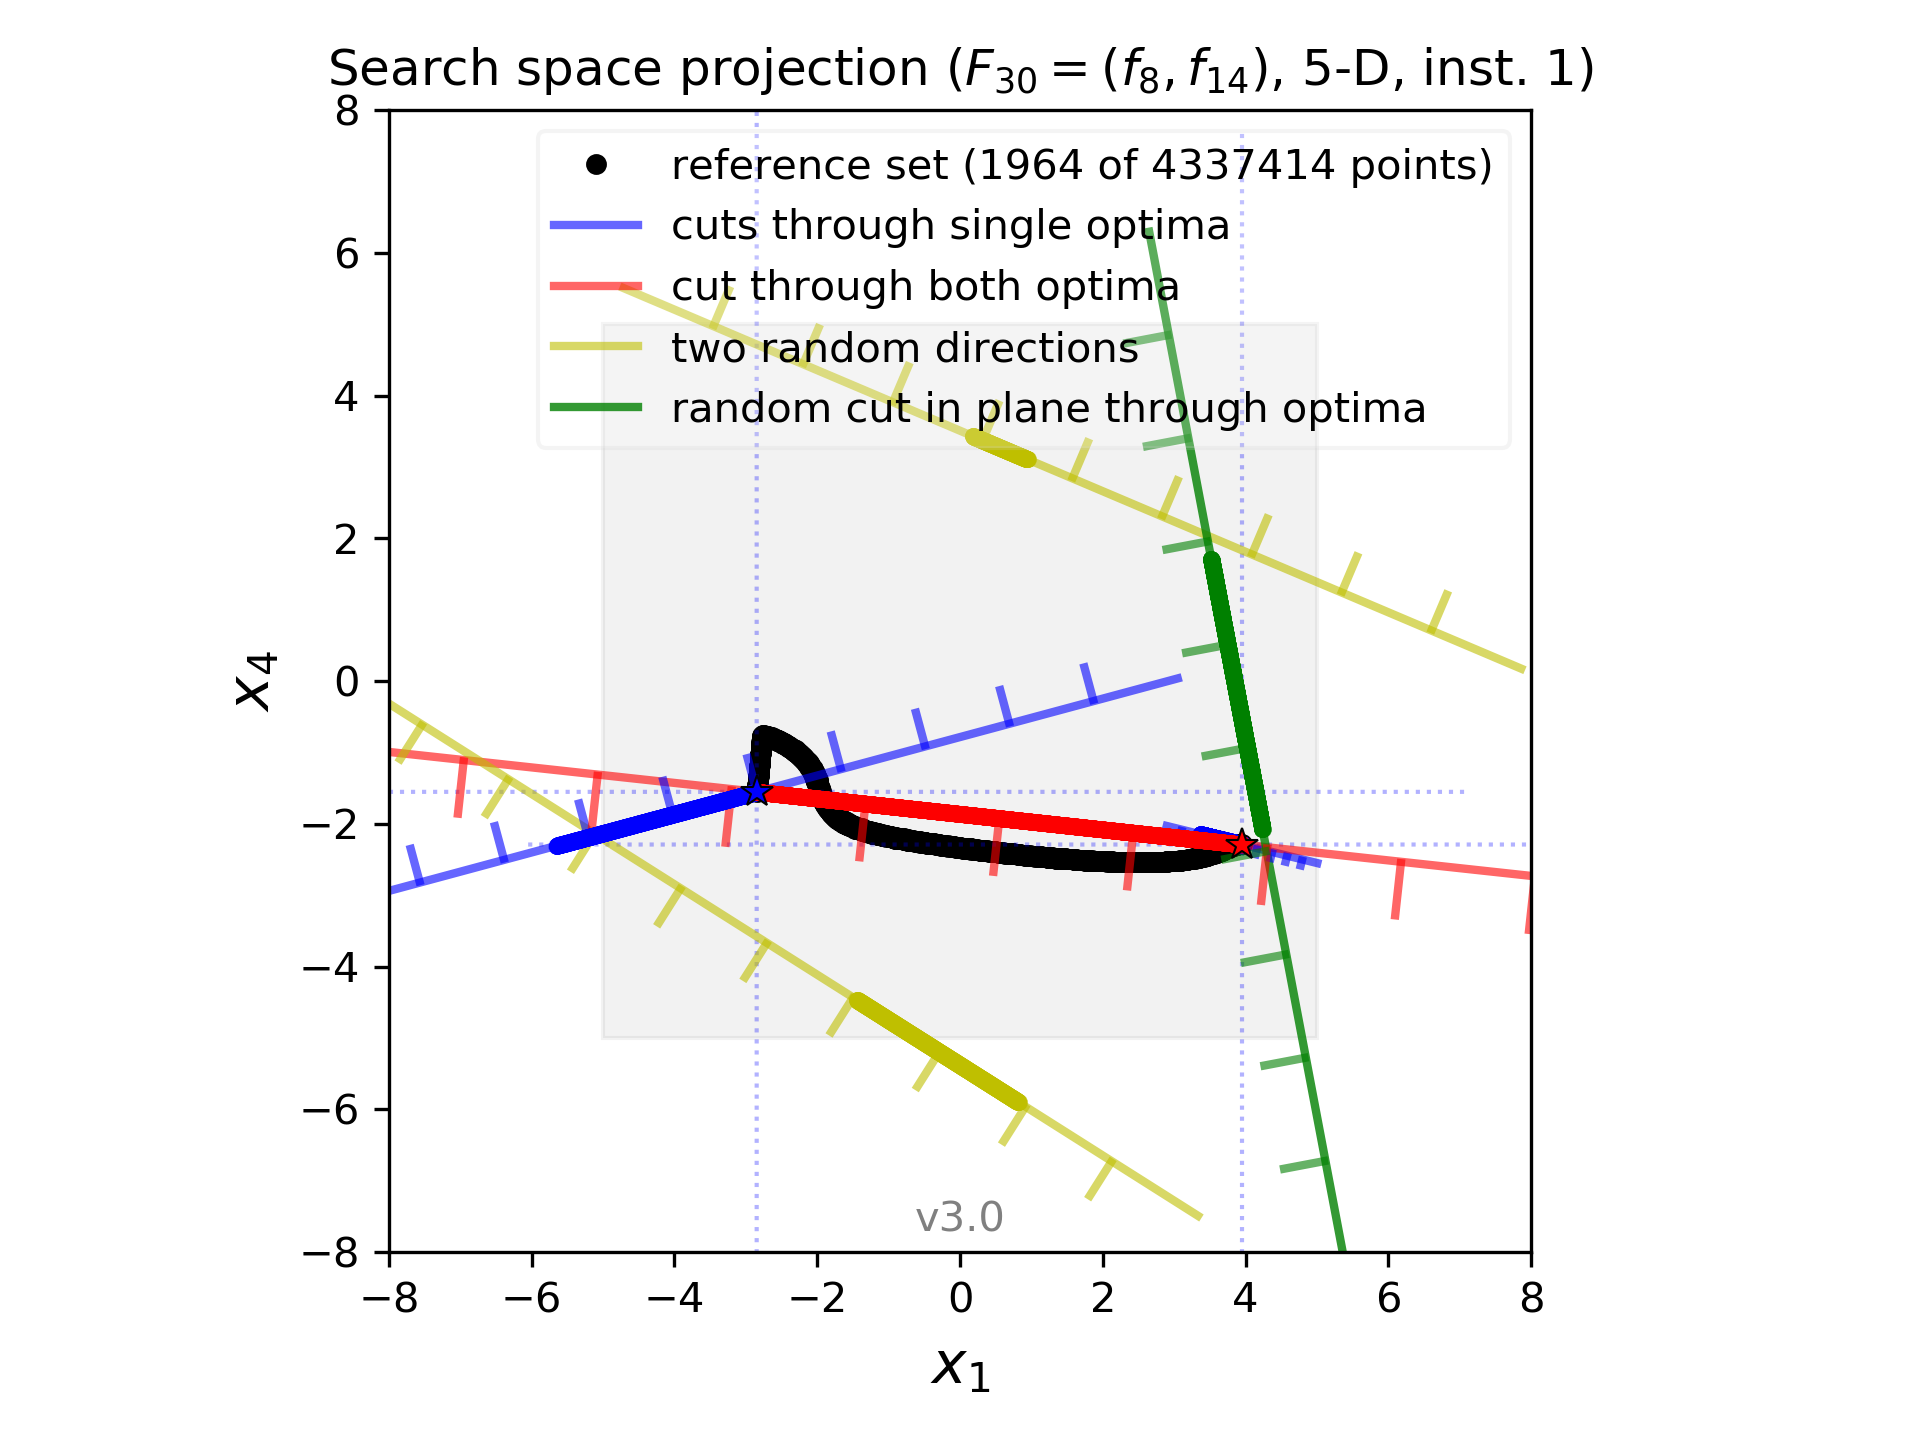 Search space projection (F₃₀ = (f₈, f₁₄), 5-D, inst. 1)
reference set (1964 of 4337414 points)
cuts through single optima
cut through both optima
two random directions
random cut in plane through optima
8
6
4
2
0
−2
−4
−6
−8
x₄
v3.0
−8 −6 −4 −2 0 2 4 6 8
x₁